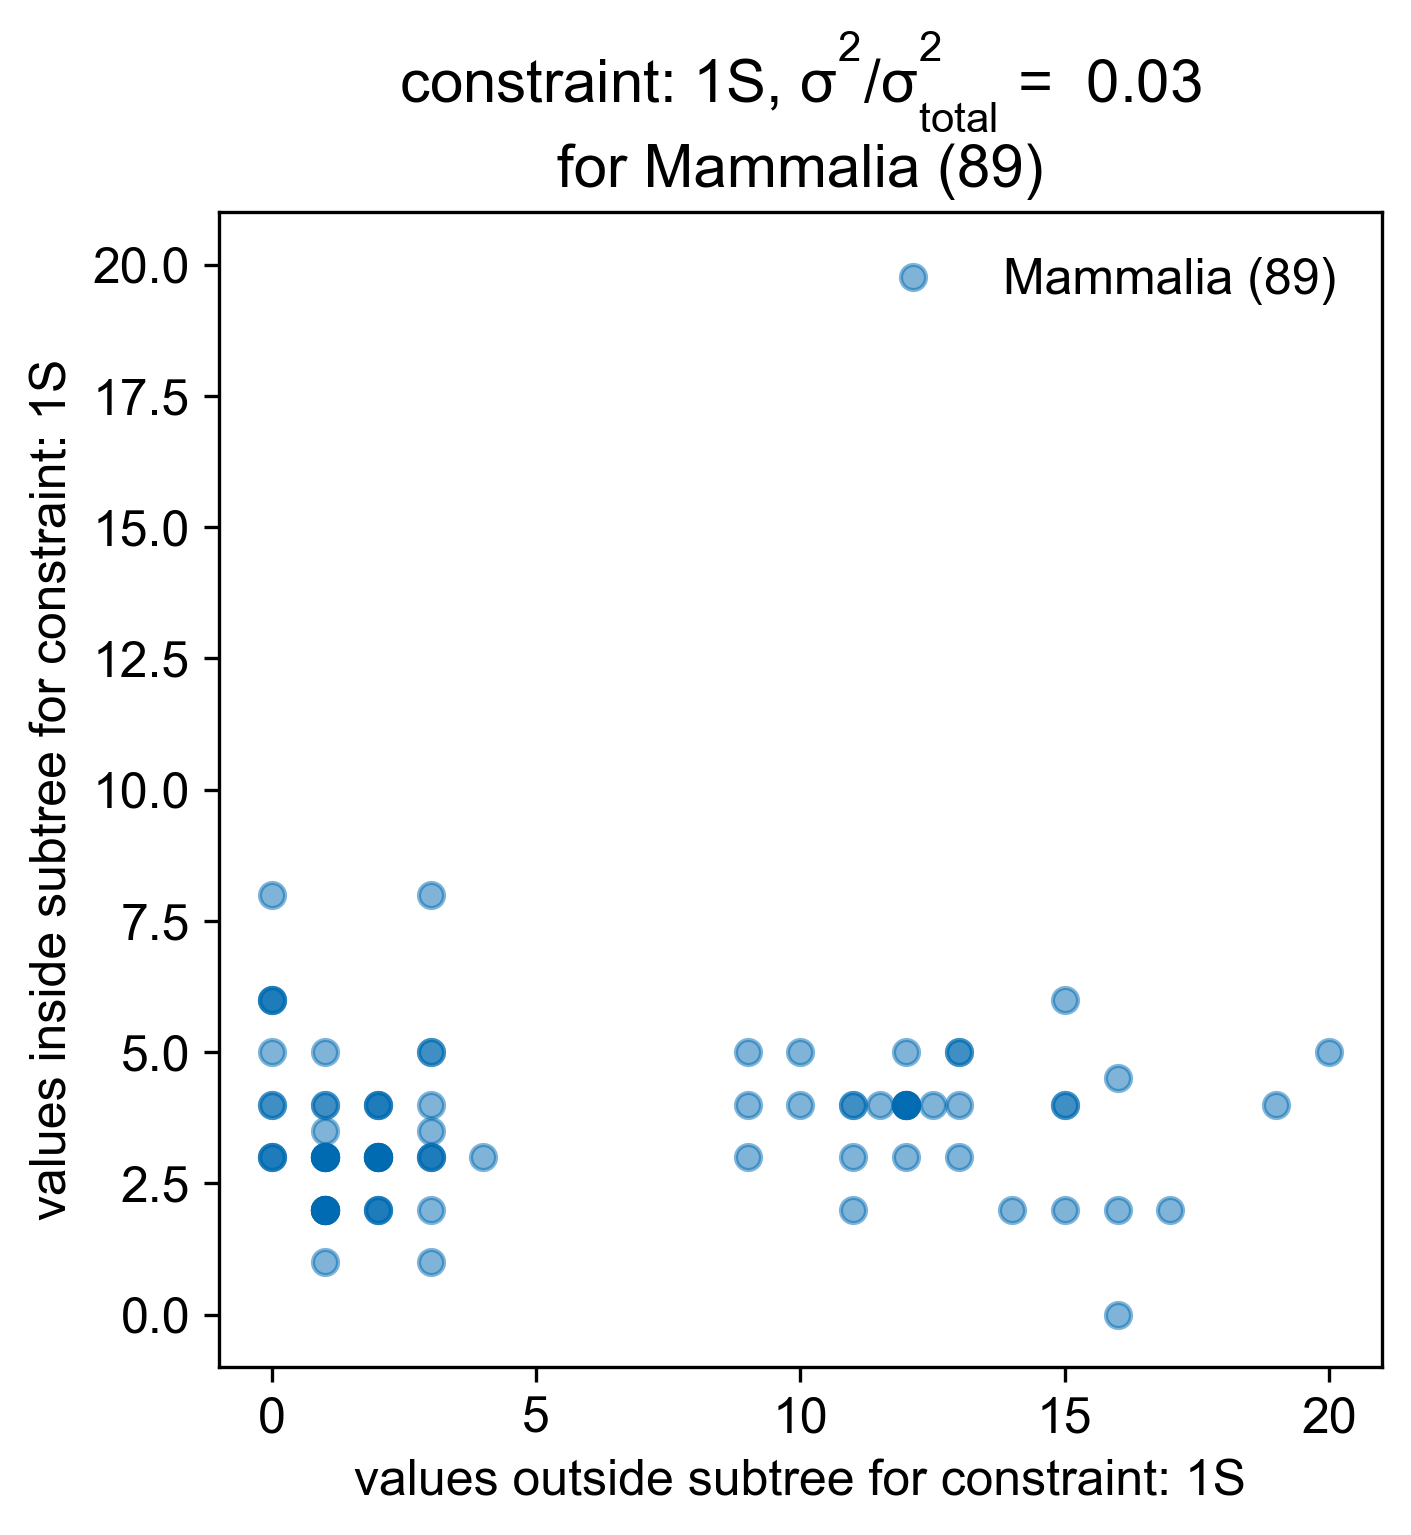 constraint: 1S, σ²/σ²total = 0.03
for Mammalia (89)
Mammalia (89)
values inside subtree for constraint: 1S
20.0
17.5
15.0
12.5
10.0
7.5
5.0
2.5
0.0
0 5 10 15 20
values outside subtree for constraint: 1S